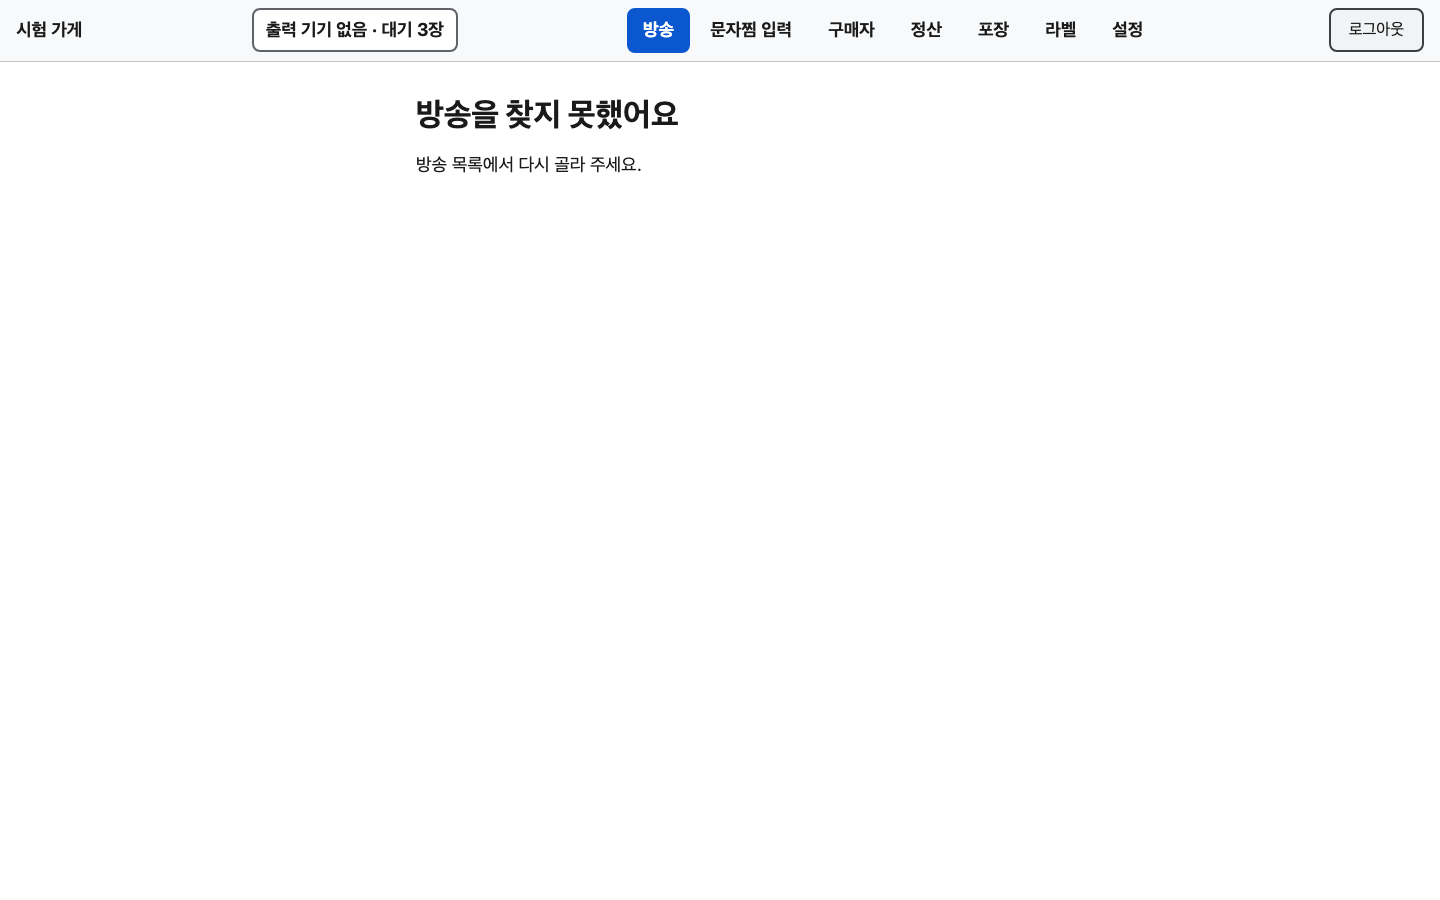 시험 가게
출력 기기 없음 · 대기 3장
방송
문자찜 입력
구매자
정산
포장
라벨
설정
로그아웃
방송을 찾지 못했어요
방송 목록에서 다시 골라 주세요.